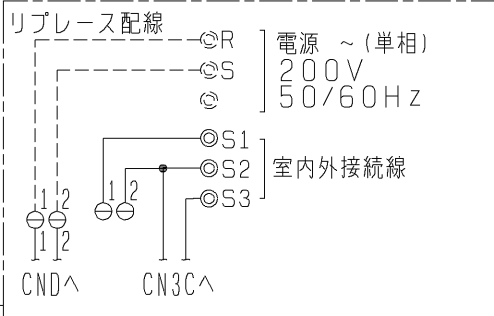 リプレース配線
R
S
電源 ~(単相)
200V
50/60Hz
S1
S2
S3
室内外接続線
1 2
1 2
1 2
CNDへ
CN3Cへ